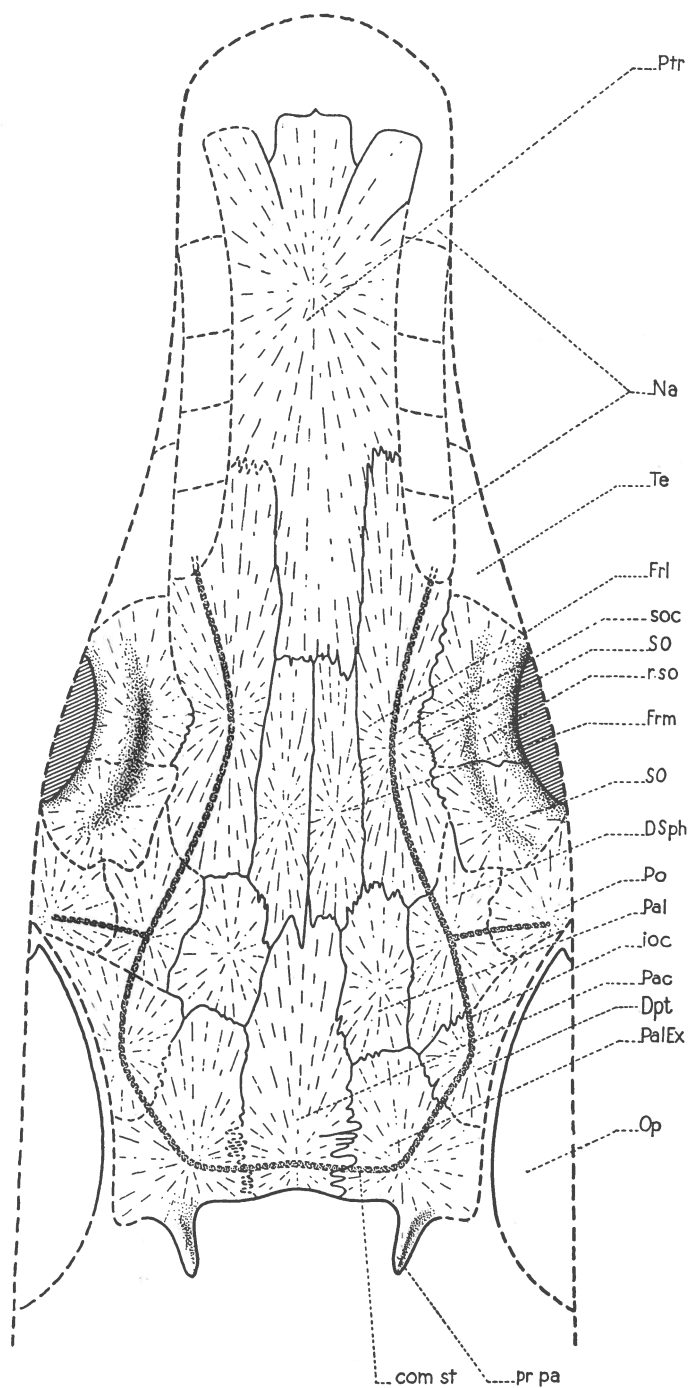 Ptr
Na
Te
Frl
soc
SO
r.so
Frm
SO
DSph
Po
Pal
ioc
Pac
Dpt
PalEx
Op
com st
pr pa